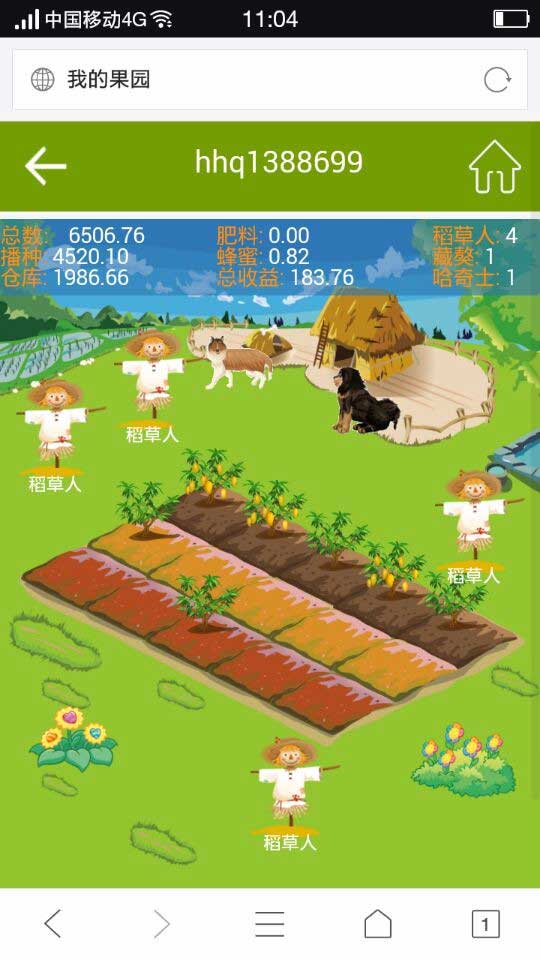 中国移动4G 11:04
我的果园
hhq1388699
总数: 6506.76 肥料: 0.00 稻草人: 4
播种: 4520.10 蜂蜜: 0.82 藏獒: 1
仓库: 1986.66 总收益: 183.76 哈奇士: 1
稻草人
稻草人
稻草人
稻草人
1